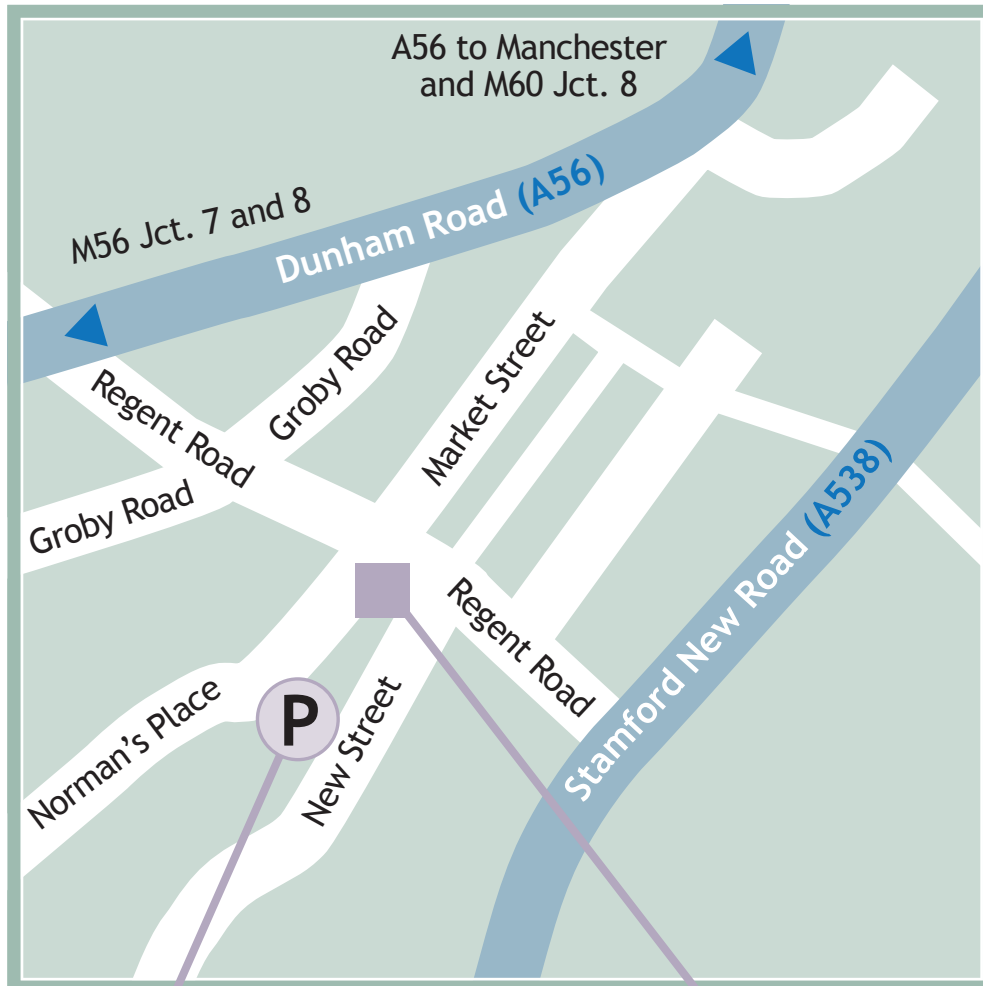 A56 to Manchester
and M60 Jct. 8
M56 Jct. 7 and 8
Dunham Road (A56)
Groby Road
Regent Road
Market Street
Groby Road
Stamford New Road (A538)
Regent Road
Norman's Place
P
New Street